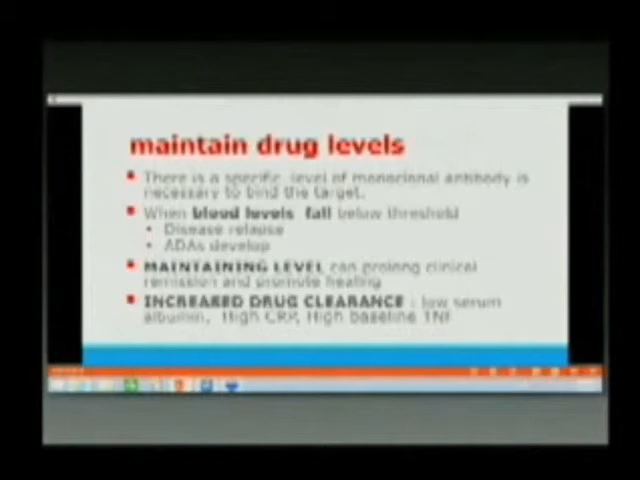 maintain drug levels
There is a specific level of monoclonal antibody is
necessary to bind the target.
When blood levels fall below threshold
Disease relapse
ADAs develop
MAINTAINING LEVEL can prolong clinical
remission and promote healing
INCREASED DRUG CLEARANCE : low serum
albumin, High CRP, High baseline TNF